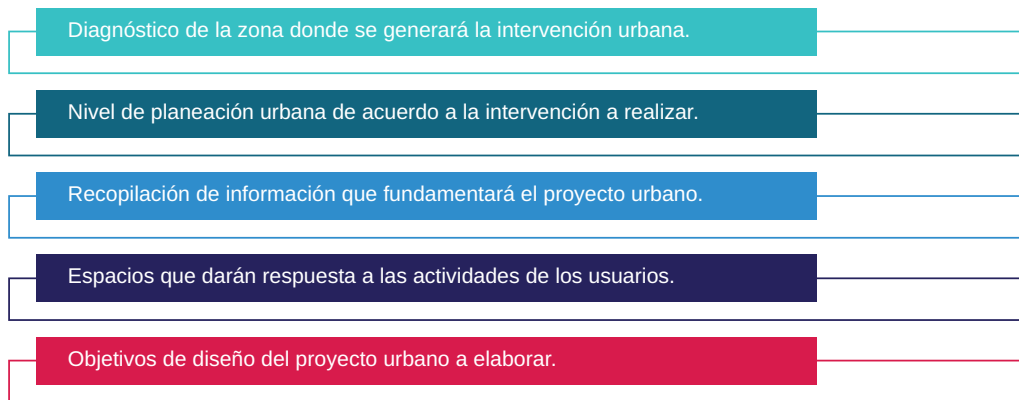 Diagnóstico de la zona donde se generará la intervención urbana.
Nivel de planeación urbana de acuerdo a la intervención a realizar.
Recopilación de información que fundamentará el proyecto urbano.
Espacios que darán respuesta a las actividades de los usuarios.
Objetivos de diseño del proyecto urbano a elaborar.